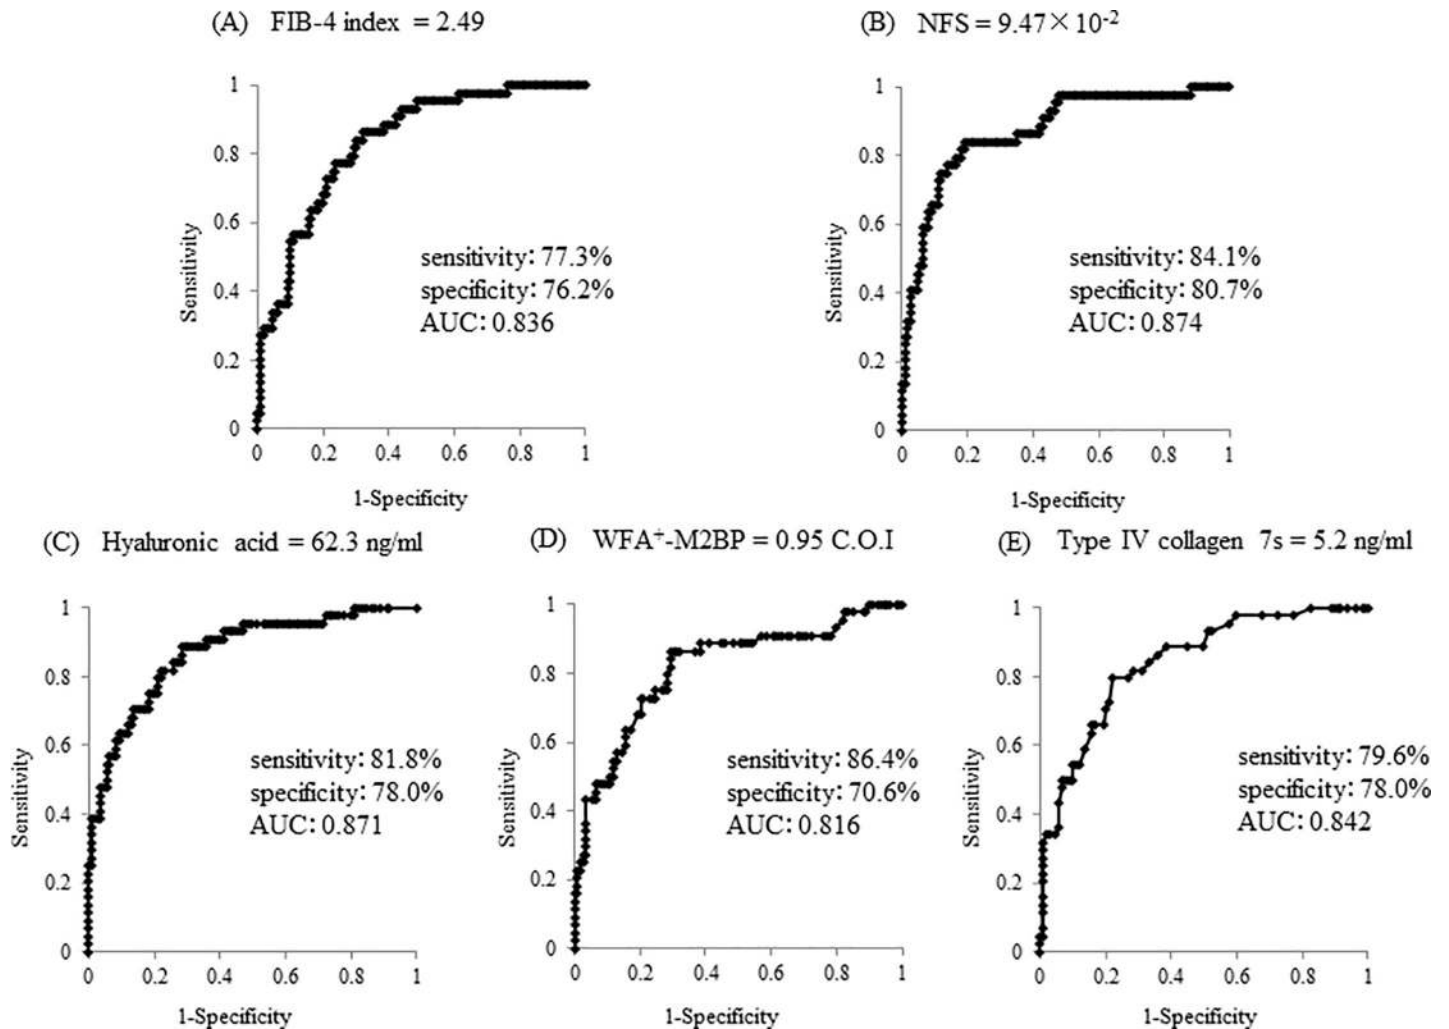 (A) FIB-4 index = 2.49
1
0.8
0.6
0.4
0.2
0
0 0.2 0.4 0.6 0.8 1
Sensitivity
1-Specificity
sensitivity: 77.3%
specificity: 76.2%
AUC: 0.836
(B) NFS = 9.47×10⁻²
1
0.8
0.6
0.4
0.2
0
0 0.2 0.4 0.6 0.8 1
Sensitivity
1-Specificity
sensitivity: 84.1%
specificity: 80.7%
AUC: 0.874
(C) Hyaluronic acid = 62.3 ng/ml
1
0.8
0.6
0.4
0.2
0
0 0.2 0.4 0.6 0.8 1
Sensitivity
1-Specificity
sensitivity: 81.8%
specificity: 78.0%
AUC: 0.871
(D) WFA⁺-M2BP = 0.95 C.O.I
1
0.8
0.6
0.4
0.2
0
0 0.2 0.4 0.6 0.8 1
Sensitivity
1-Specificity
sensitivity: 86.4%
specificity: 70.6%
AUC: 0.816
(E) Type IV collagen 7s = 5.2 ng/ml
1
0.8
0.6
0.4
0.2
0
0 0.2 0.4 0.6 0.8 1
Sensitivity
1-Specificity
sensitivity: 79.6%
specificity: 78.0%
AUC: 0.842